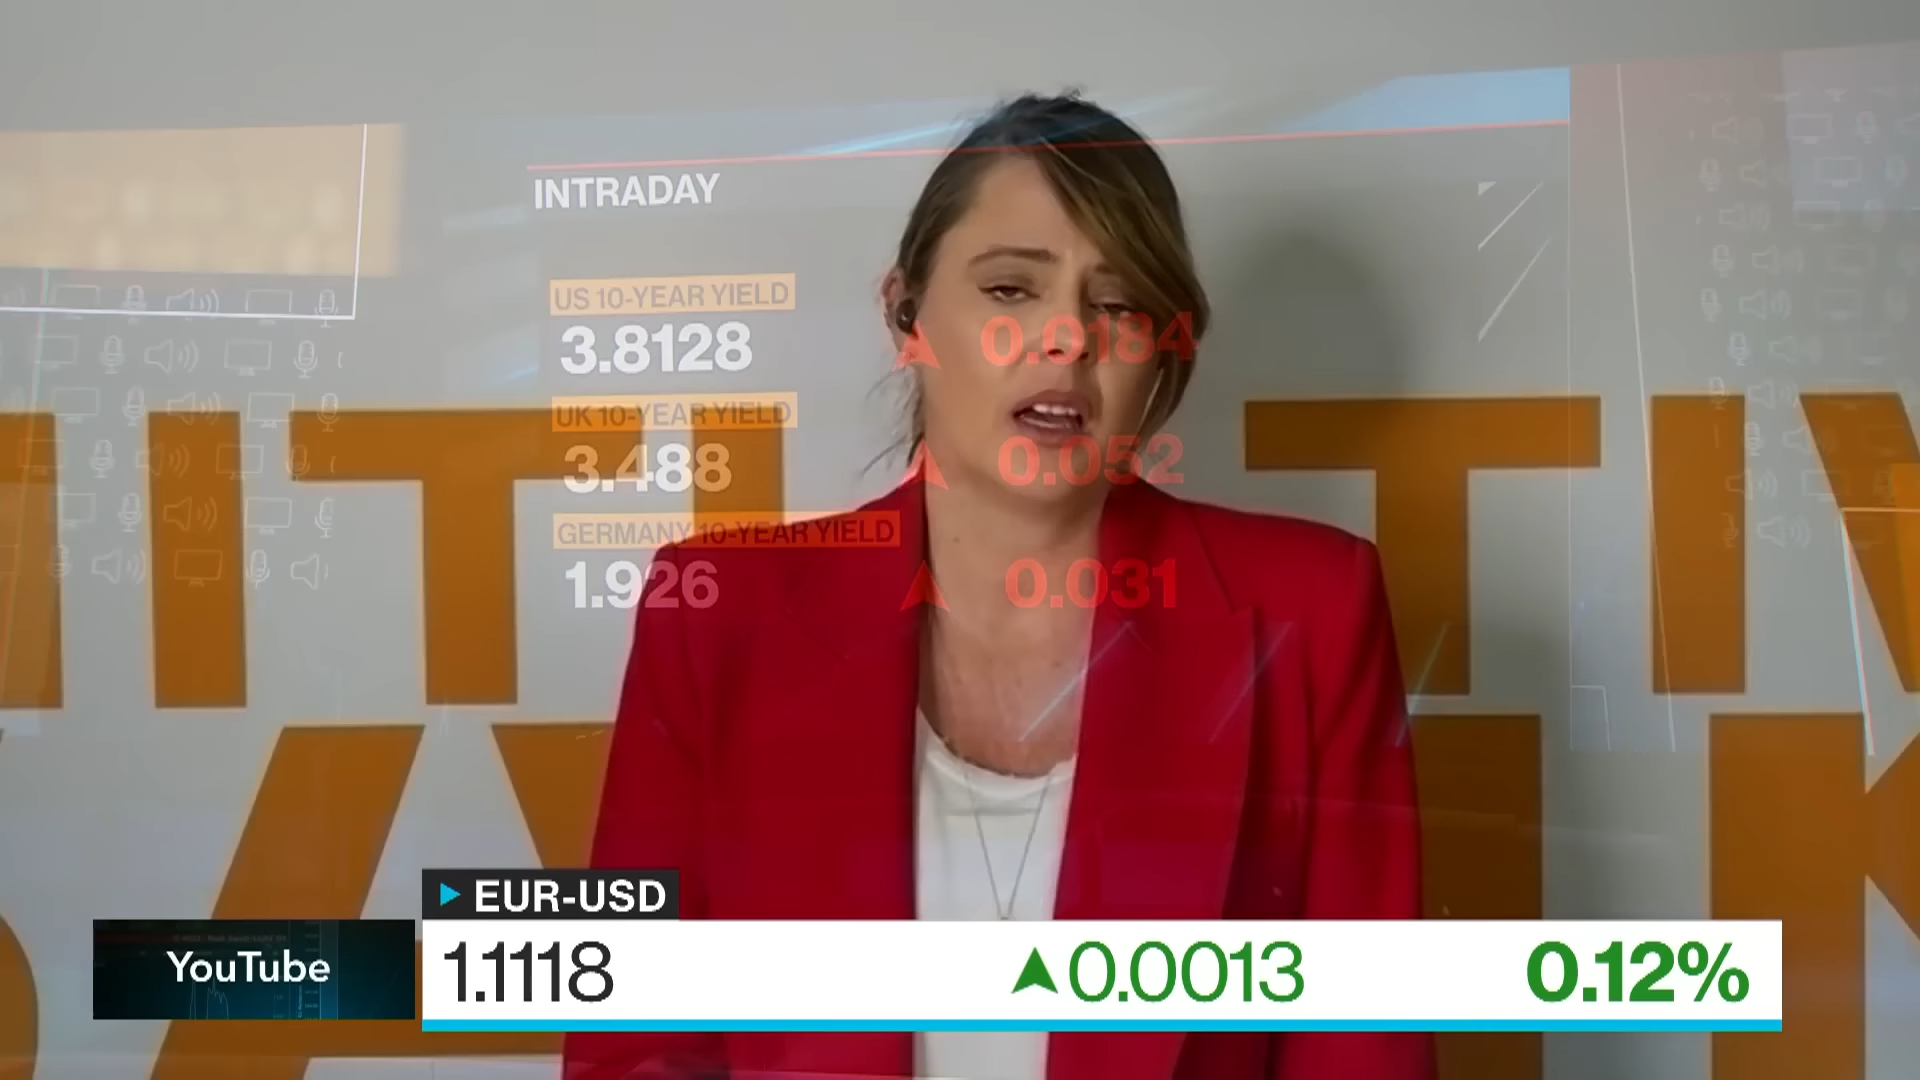 INTRADAY
US 10-YEAR YIELD
3.8128 ▲ 0.0184
UK 10-YEAR YIELD
3.488 ▲ 0.052
GERMANY 10-YEAR YIELD
1.926 ▲ 0.031
EUR-USD
YouTube
1.1118 ▲0.0013 0.12%